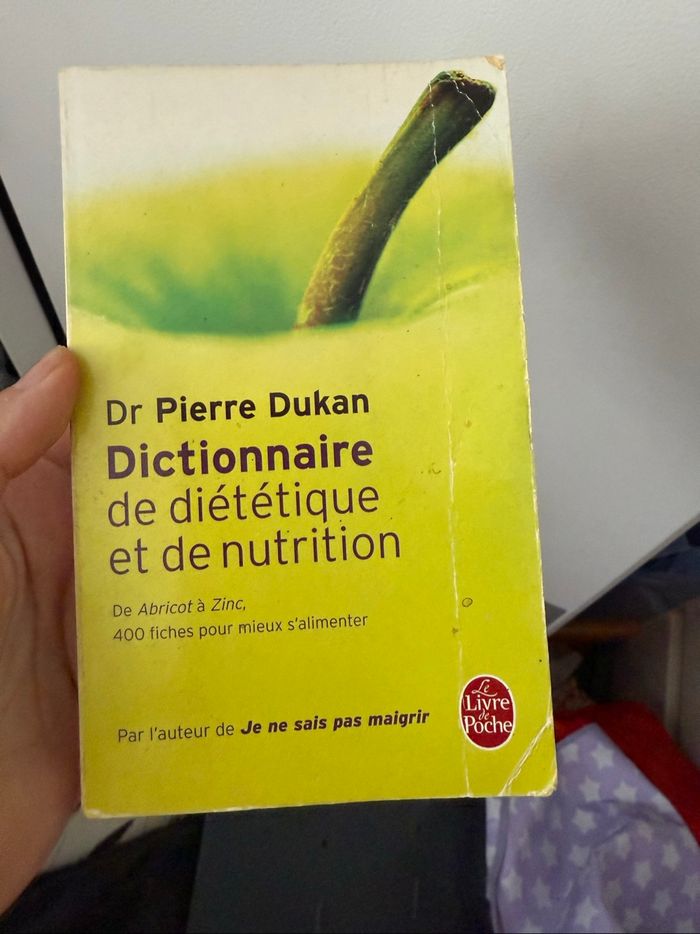 Dr Pierre Dukan
Dictionnaire
de diététique
et de nutrition
De Abricot à Zinc,
400 fiches pour mieux s'alimenter
Par l'auteur de Je ne sais pas maigrir
Le
Livre
de
Poche